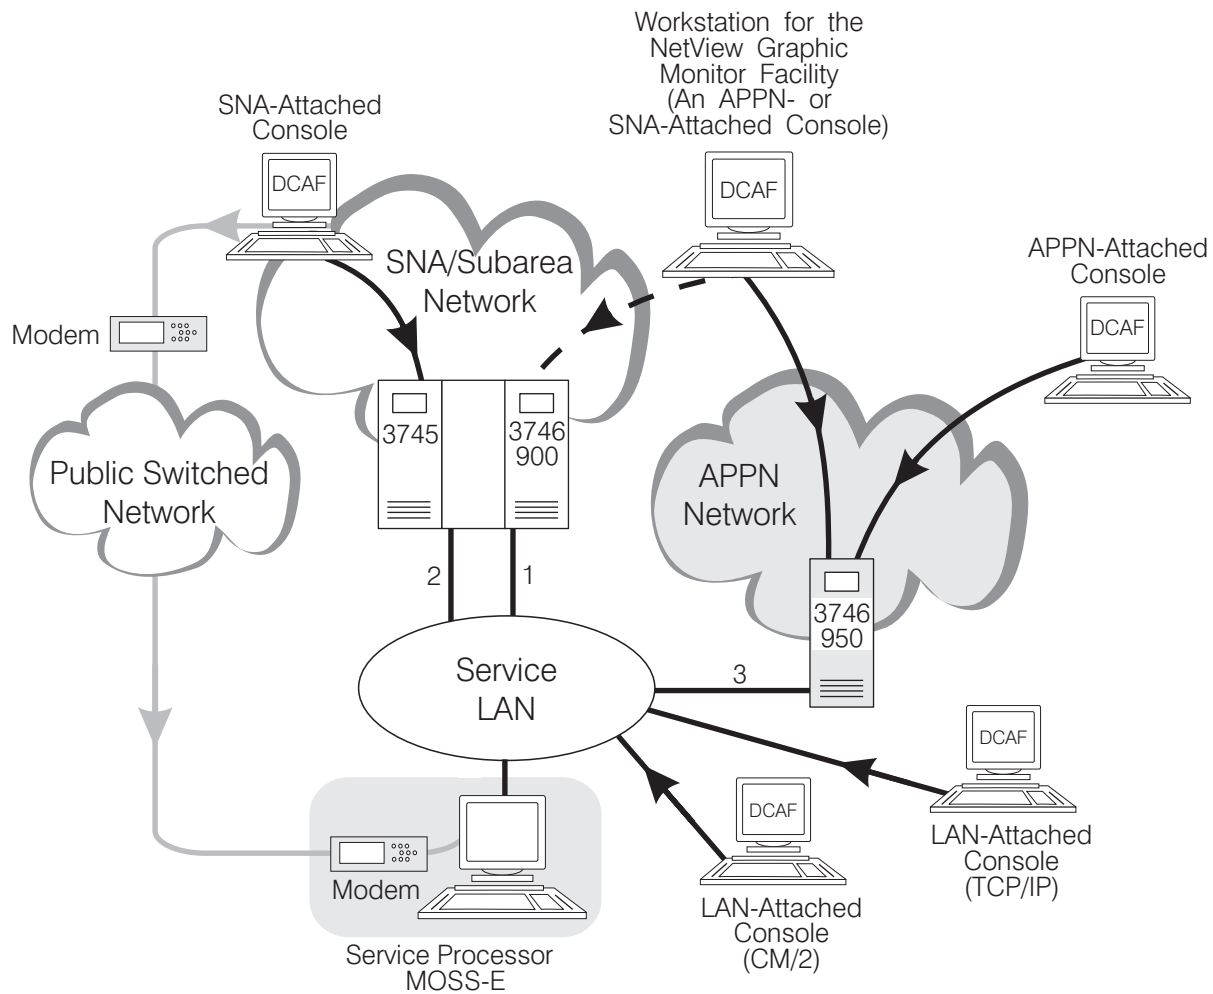 Workstation for the
NetView Graphic
Monitor Facility
(An APPN- or
SNA-Attached Console)
SNA-Attached
Console
DCAF
DCAF
APPN-Attached
Console
DCAF
SNA/Subarea
Network
Modem
3745
3746
900
Public Switched
Network
APPN
Network
2
1
3746
950
Service
LAN
3
DCAF
DCAF
LAN-Attached
Console
(TCP/IP)
Modem
LAN-Attached
Console
(CM/2)
Service Processor
MOSS-E